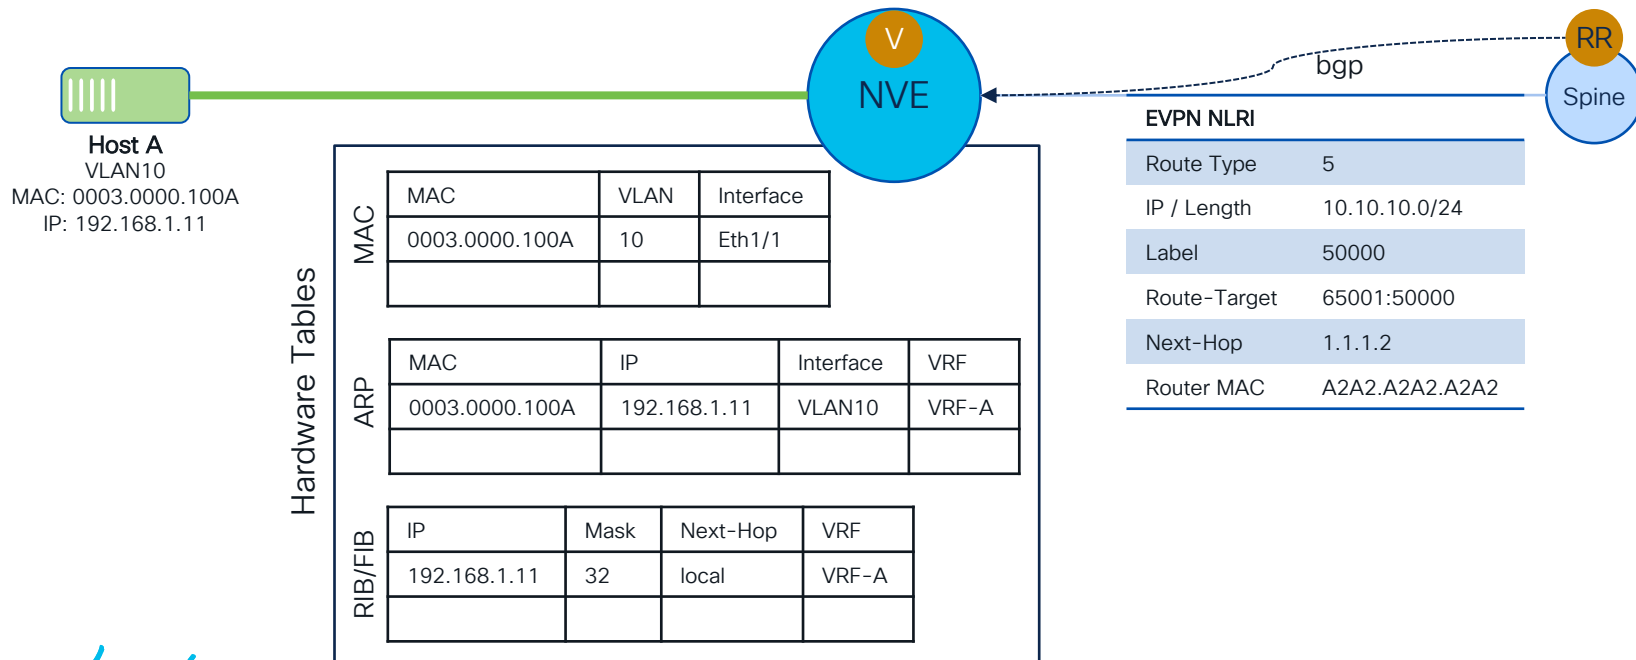 V
NVE
RR
Spine
bgp
Host A
VLAN10
MAC: 0003.0000.100A
IP: 192.168.1.11
Hardware Tables
MAC
MAC VLAN Interface
0003.0000.100A 10 Eth1/1
ARP
MAC IP Interface VRF
0003.0000.100A 192.168.1.11 VLAN10 VRF-A
RIB/FIB
IP Mask Next-Hop VRF
192.168.1.11 32 local VRF-A
EVPN NLRI
Route Type 5
IP / Length 10.10.10.0/24
Label 50000
Route-Target 65001:50000
Next-Hop 1.1.1.2
Router MAC A2A2.A2A2.A2A2